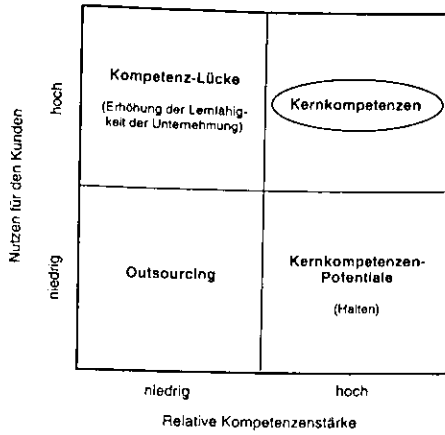 Nutzen für den Kunden
hoch
niedrig
Kompetenz-Lücke
(Erhöhung der Lernfähig-
keit der Unternehmung)
Kernkompetenzen
Outsourcing
Kernkompetenzen-
Potentiale
(Halten)
niedrig
hoch
Relative Kompetenzenstärke